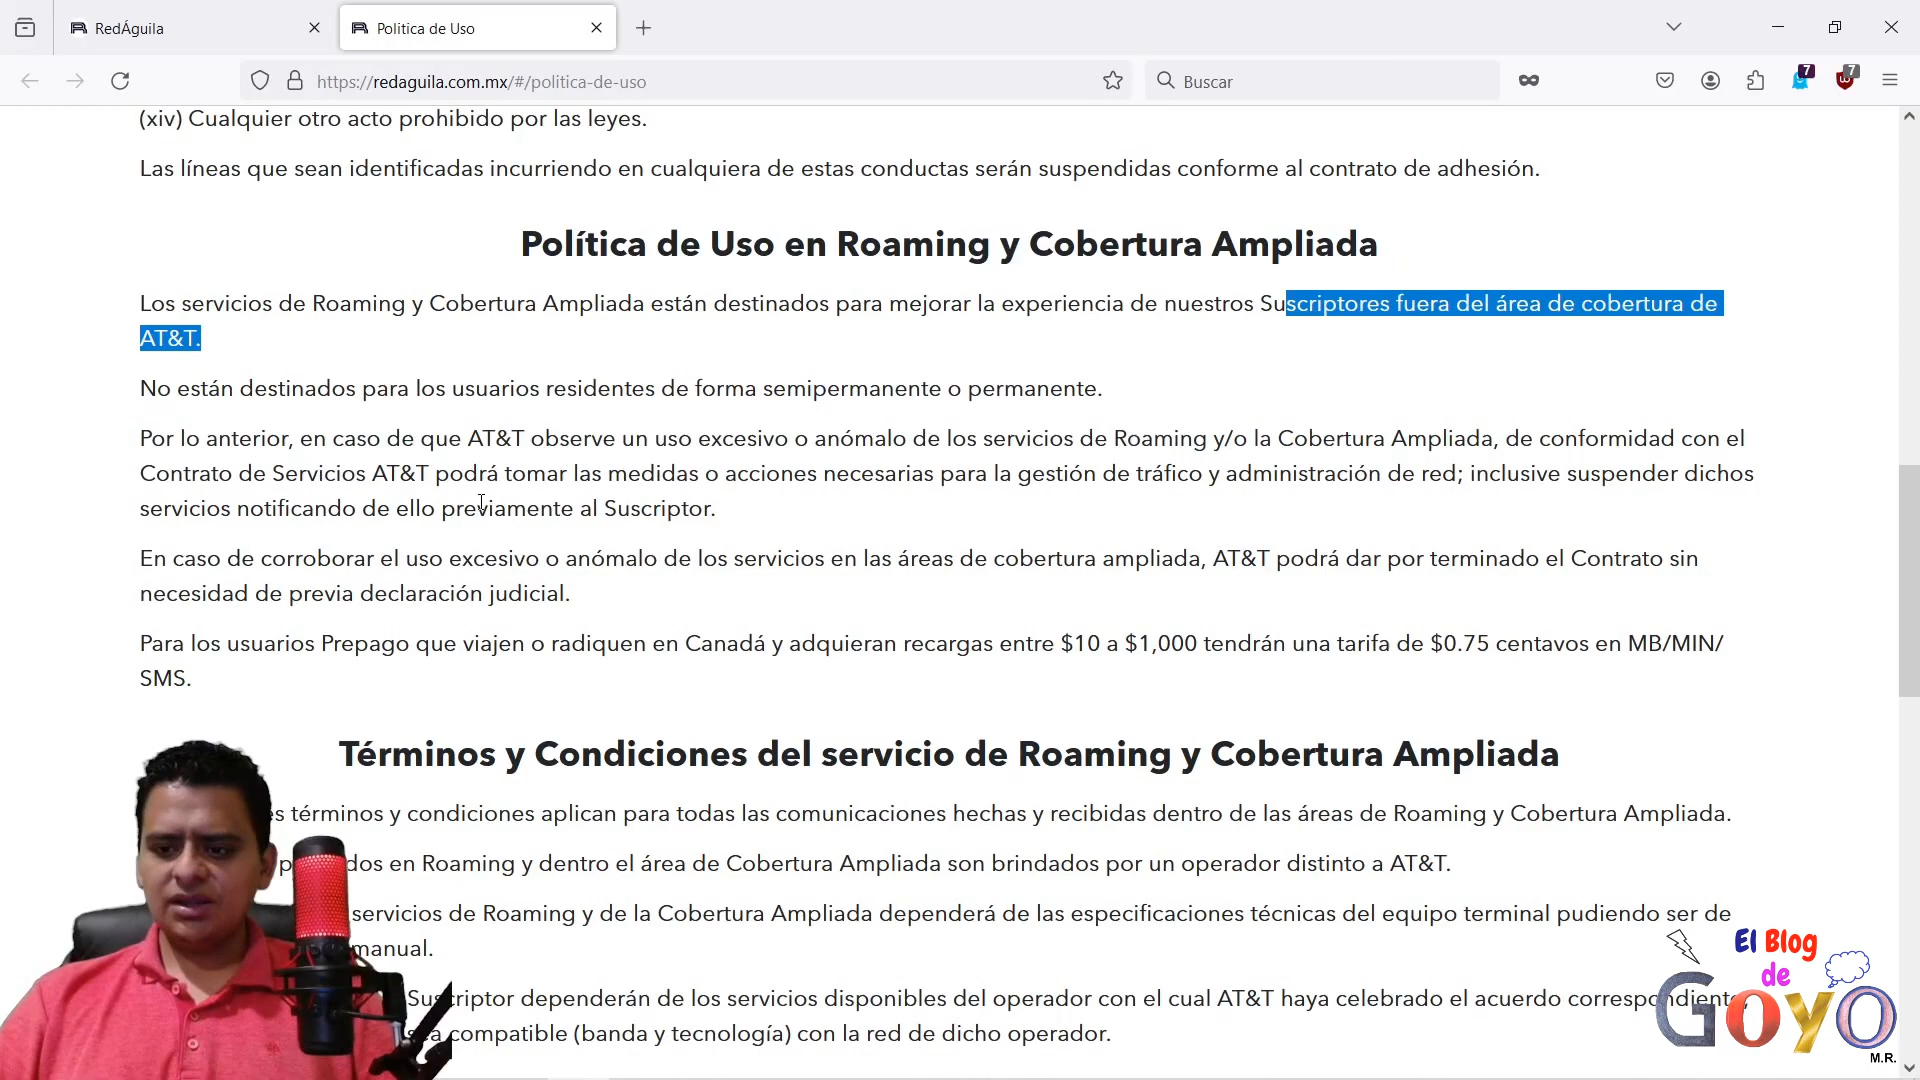 RedÁguila
Politica de Uso
https://redaguila.com.mx/#/politica-de-uso
Buscar
7
7
(xiv) Cualquier otro acto prohibido por las leyes.
Las líneas que sean identificadas incurriendo en cualquiera de estas conductas serán suspendidas conforme al contrato de adhesión.
Política de Uso en Roaming y Cobertura Ampliada
Los servicios de Roaming y Cobertura Ampliada están destinados para mejorar la experiencia de nuestros Suscriptores fuera del área de cobertura de
AT&T.
No están destinados para los usuarios residentes de forma semipermanente o permanente.
Por lo anterior, en caso de que AT&T observe un uso excesivo o anómalo de los servicios de Roaming y/o la Cobertura Ampliada, de conformidad con el
Contrato de Servicios AT&T podrá tomar las medidas o acciones necesarias para la gestión de tráfico y administración de red; inclusive suspender dichos
servicios notificando de ello previamente al Suscriptor.
En caso de corroborar el uso excesivo o anómalo de los servicios en las áreas de cobertura ampliada, AT&T podrá dar por terminado el Contrato sin
necesidad de previa declaración judicial.
Para los usuarios Prepago que viajen o radiquen en Canadá y adquieran recargas entre $10 a $1,000 tendrán una tarifa de $0.75 centavos en MB/MIN/
SMS.
Términos y Condiciones del servicio de Roaming y Cobertura Ampliada
términos y condiciones aplican para todas las comunicaciones hechas y recibidas dentro de las áreas de Roaming y Cobertura Ampliada.
en Roaming y dentro el área de Cobertura Ampliada son brindados por un operador distinto a AT&T.
servicios de Roaming y de la Cobertura Ampliada dependerá de las especificaciones técnicas del equipo terminal pudiendo ser de
manual.
Suscriptor dependerán de los servicios disponibles del operador con el cual AT&T haya celebrado el acuerdo correspondiente,
compatible (banda y tecnología) con la red de dicho operador.
El Blog
de
GOYO
M.R.